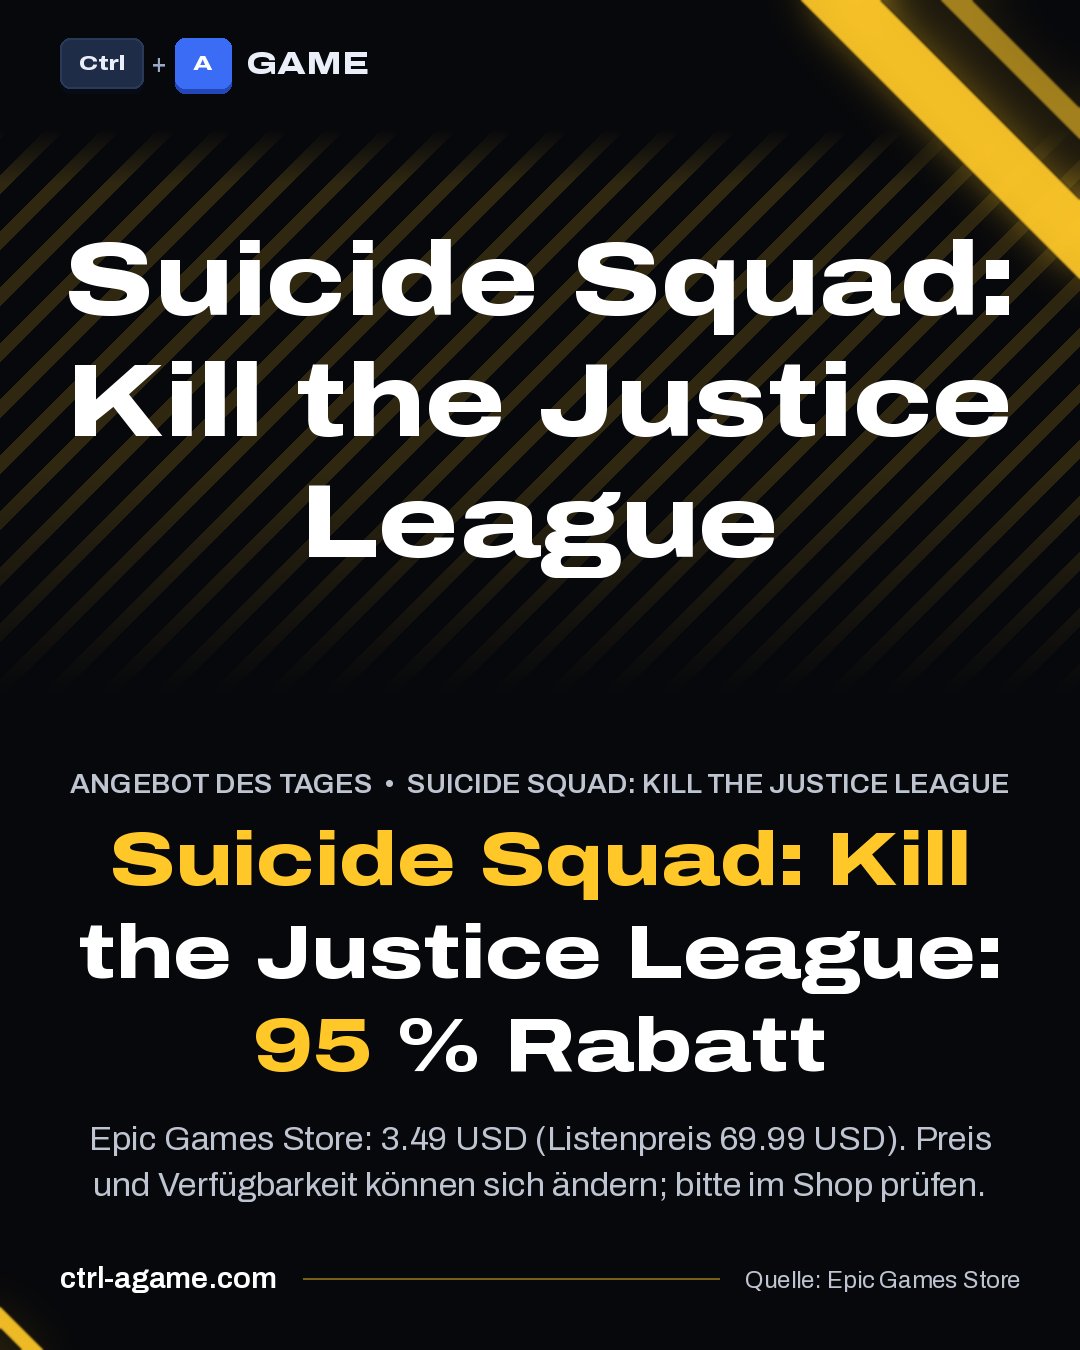 Ctrl + A GAME
Suicide Squad:
Kill the Justice
League
ANGEBOT DES TAGES • SUICIDE SQUAD: KILL THE JUSTICE LEAGUE
Suicide Squad: Kill
the Justice League:
95 % Rabatt
Epic Games Store: 3.49 USD (Listenpreis 69.99 USD). Preis
und Verfügbarkeit können sich ändern; bitte im Shop prüfen.
ctrl-agame.com
Quelle: Epic Games Store